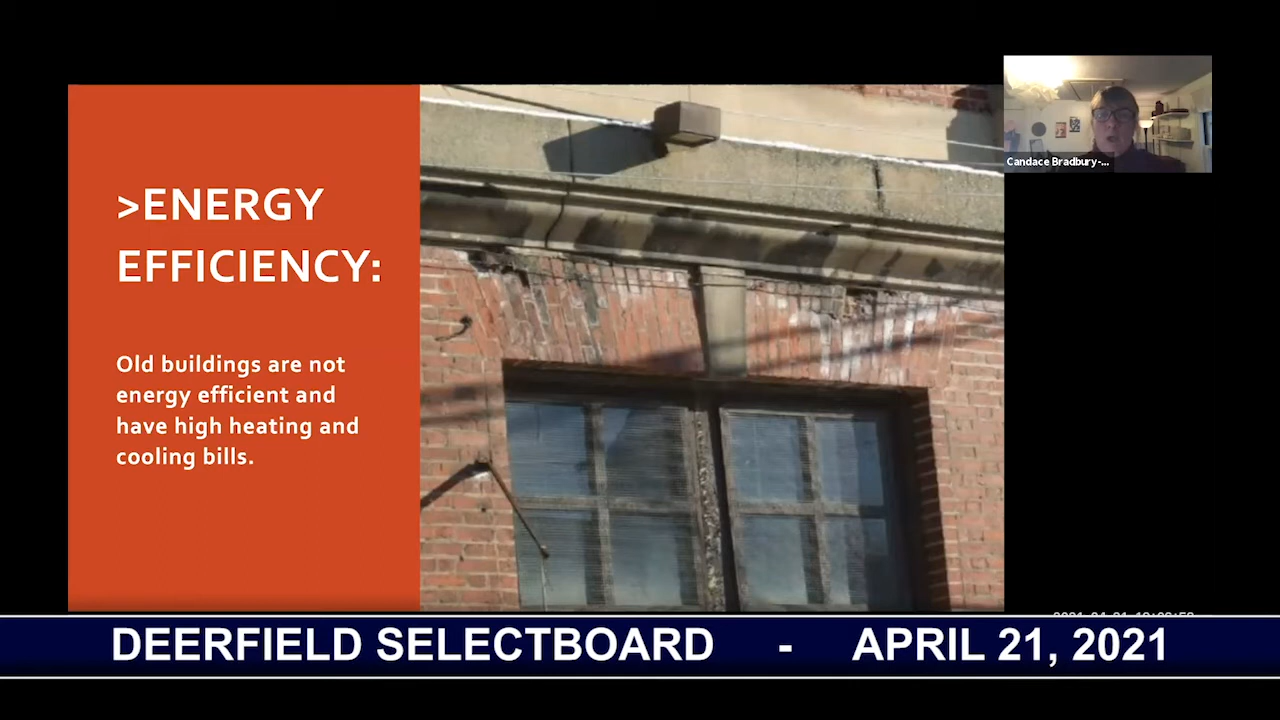 Candace Bradbury-...
>ENERGY
EFFICIENCY:
Old buildings are not
energy efficient and
have high heating and
cooling bills.
DEERFIELD SELECTBOARD - APRIL 21, 2021